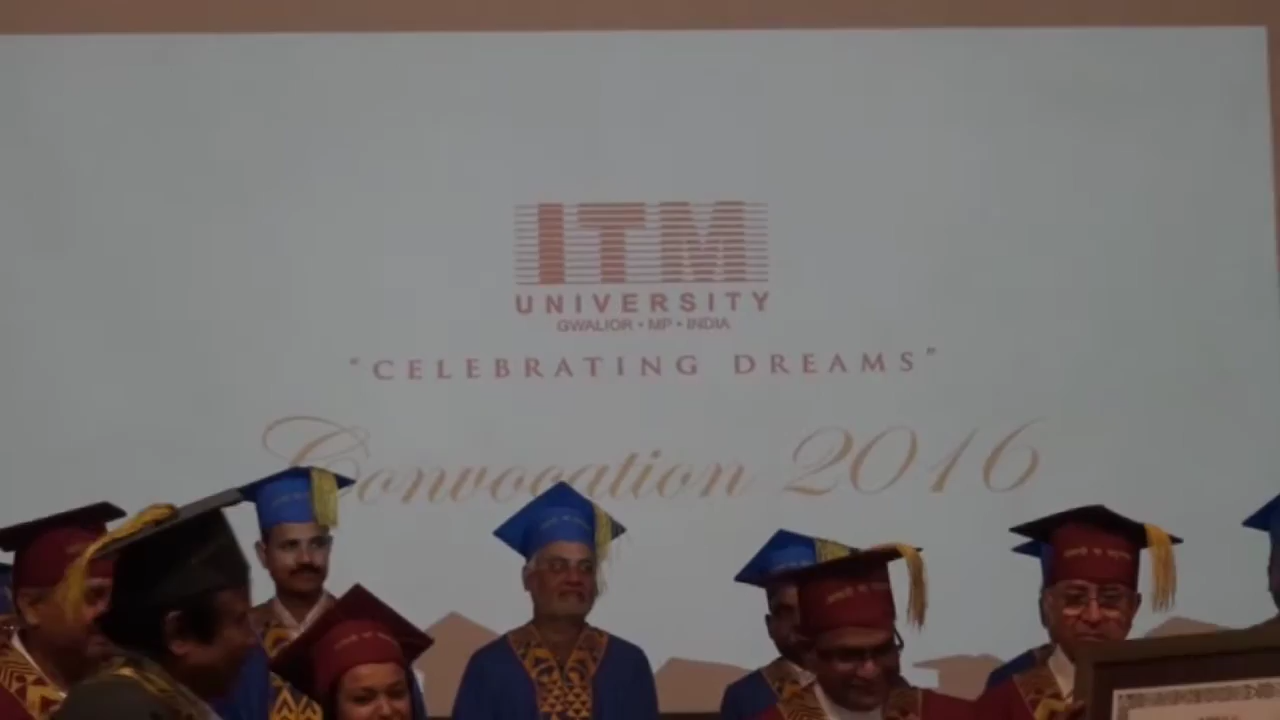 ITM
UNIVERSITY
GWALIOR • MP • INDIA
"CELEBRATING DREAMS"
Convocation 2016